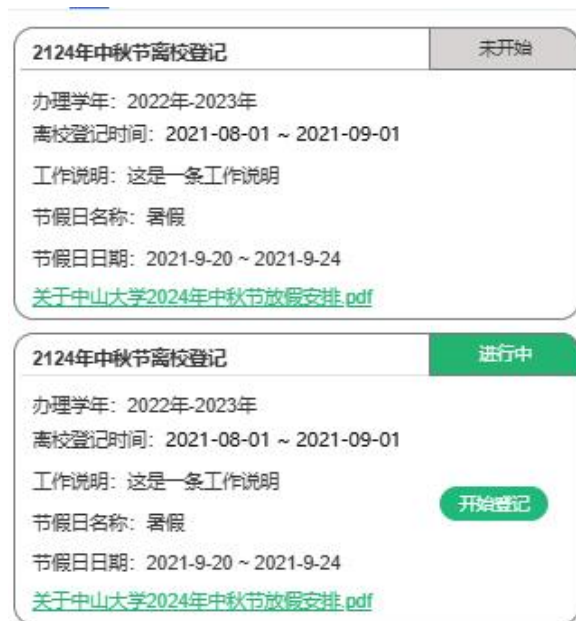 2124年中秋节离校登记 未开始
办理学年：2022年-2023年
离校登记时间：2021-08-01 ~ 2021-09-01
工作说明：这是一条工作说明
节假日名称：暑假
节假日日期：2021-9-20 ~ 2021-9-24
关于中山大学2024年中秋节放假安排.pdf
2124年中秋节离校登记 进行中
办理学年：2022年-2023年
离校登记时间：2021-08-01 ~ 2021-09-01
工作说明：这是一条工作说明
开始登记
节假日名称：暑假
节假日日期：2021-9-20 ~ 2021-9-24
关于中山大学2024年中秋节放假安排.pdf